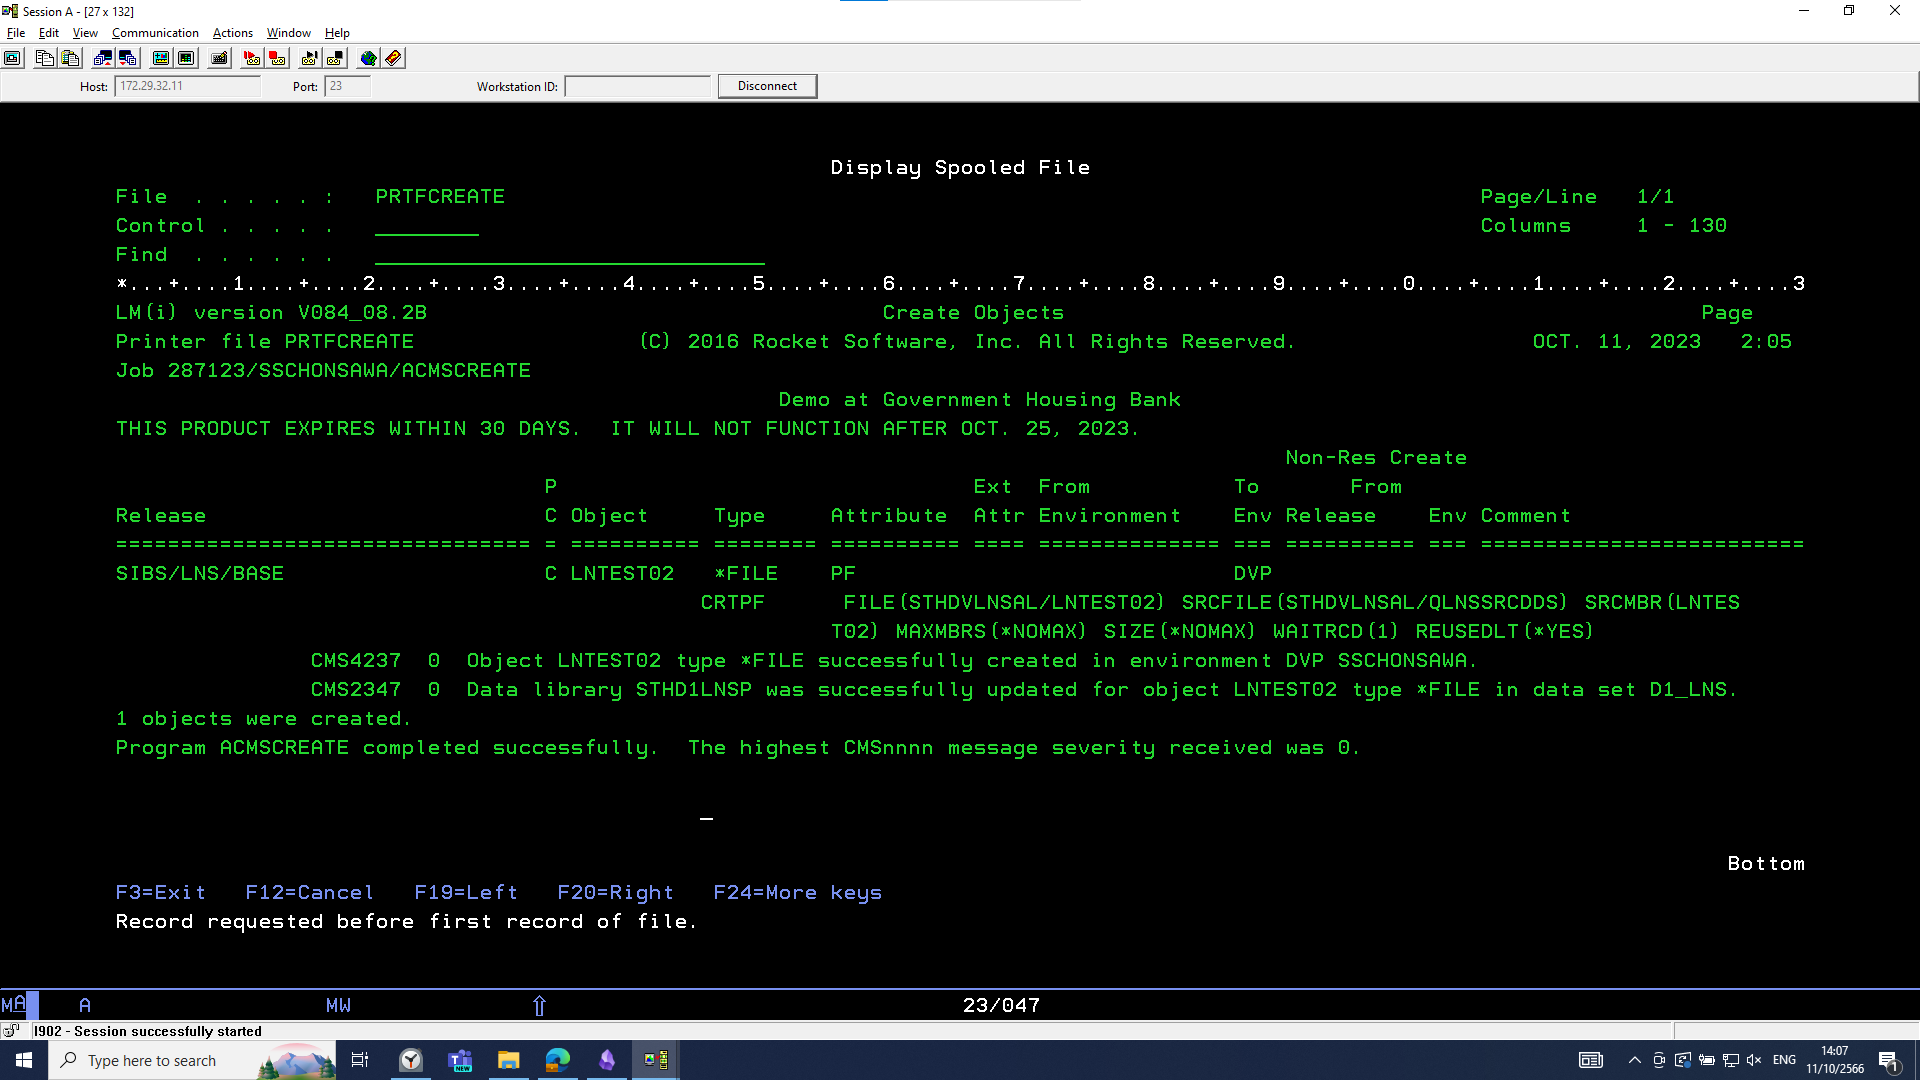 Session A - [27 x 132]
File Edit View Communication Actions Window Help
Host: 172.29.32.11 Port: 23 Workstation ID: Disconnect
Display Spooled File
File . . . . . : PRTFCREATE Page/Line 1/1
Control . . . . . Columns 1 - 130
Find . . . . . .
*...+....1....+....2....+....3....+....4....+....5....+....6....+....7....+....8....+....9....+....0....+....1....+....2....+....3
LM(i) version V084_08.2B Create Objects Page
Printer file PRTFCREATE (C) 2016 Rocket Software, Inc. All Rights Reserved. OCT. 11, 2023 2:05
Job 287123/SSCHONSAWA/ACMSCREATE
Demo at Government Housing Bank
THIS PRODUCT EXPIRES WITHIN 30 DAYS. IT WILL NOT FUNCTION AFTER OCT. 25, 2023.
Non-Res Create
P Ext From To From
Release C Object Type Attribute Attr Environment Env Release Env Comment
================================ = ========== ======== ========== ==== ============== === ========== === =========================
SIBS/LNS/BASE C LNTEST02 *FILE PF DVP
CRTPF FILE(STHDVLNSAL/LNTEST02) SRCFILE(STHDVLNSAL/QLNSSRCDDS) SRCMBR(LNTES
T02) MAXMBRS(*NOMAX) SIZE(*NOMAX) WAITRCD(1) REUSEDLT(*YES)
CMS4237 0 Object LNTEST02 type *FILE successfully created in environment DVP SSCHONSAWA.
CMS2347 0 Data library STHD1LNSP was successfully updated for object LNTEST02 type *FILE in data set D1_LNS.
1 objects were created.
Program ACMSCREATE completed successfully. The highest CMSnnnn message severity received was 0.
Bottom
F3=Exit F12=Cancel F19=Left F20=Right F24=More keys
Record requested before first record of file.
MA A MW 23/047
I902 - Session successfully started
Type here to search NEW ENG 14:07
11/10/2566 1